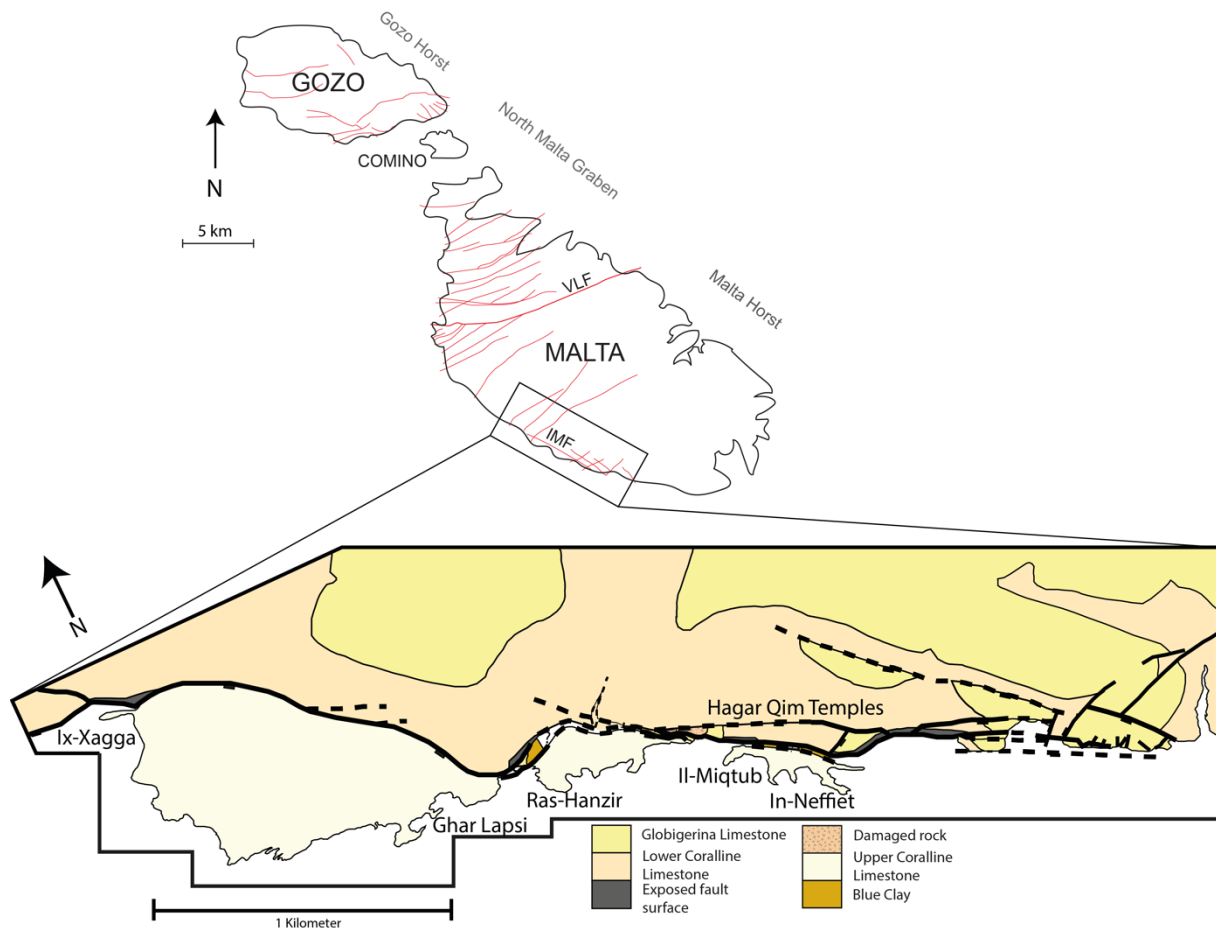 Gozo Horst
GOZO
North Malta Graben
COMINO
N
5 km
VLF
Malta Horst
MALTA
IMF
N
Hagar Qim Temples
Ix-Xagga
Il-Miqtub
Ras-Hanzir
In-Neffiet
Ghar Lapsi
Globigerina Limestone
Lower Coralline
Limestone
Exposed fault
surface
Damaged rock
Upper Coralline
Limestone
Blue Clay
1 Kilometer